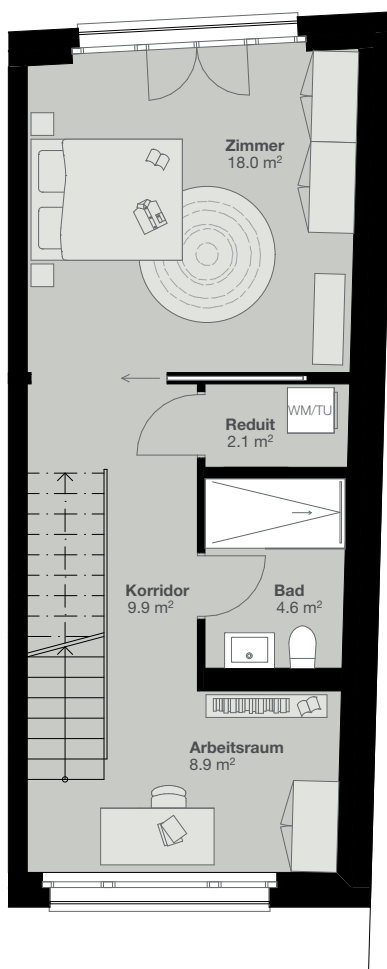 Zimmer
18.0 m²
WM/TU
Reduit
2.1 m²
Korridor
9.9 m²
Bad
4.6 m²
Arbeitsraum
8.9 m²